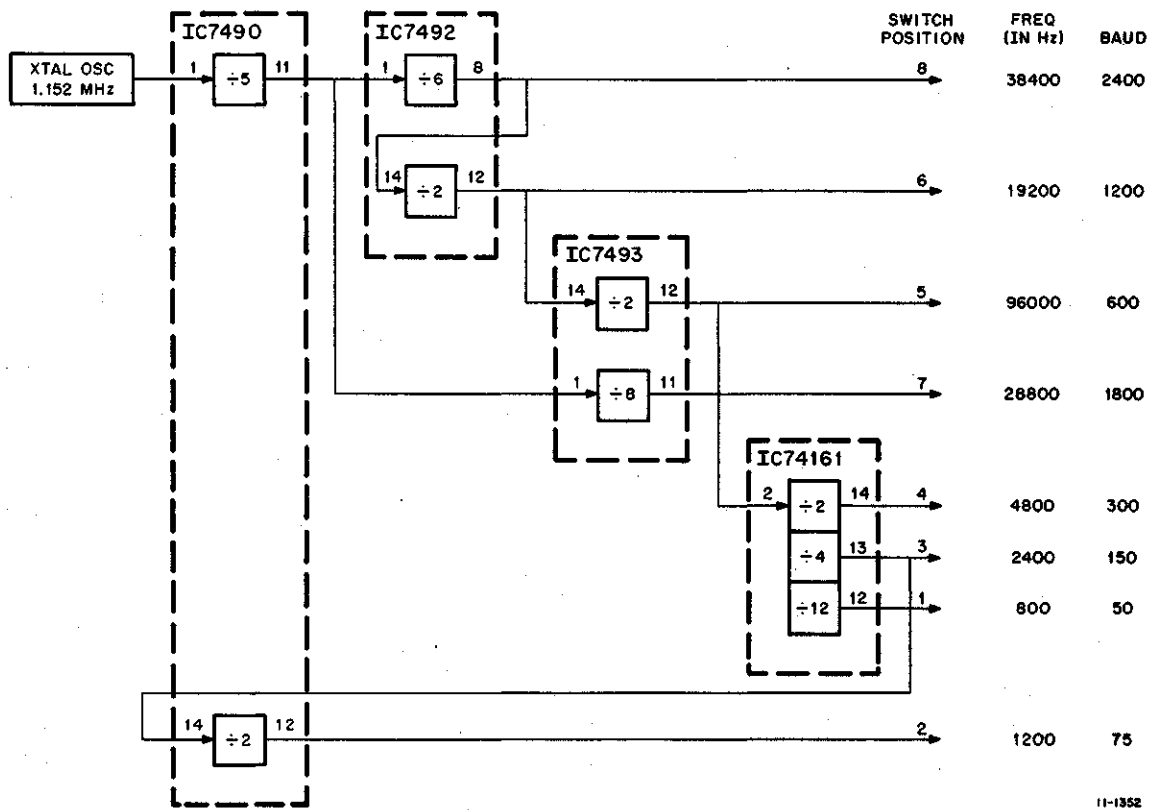 IC7490
IC7492
SWITCH POSITION
FREQ (IN Hz)
BAUD
XTAL OSC
1.152 MHz
1 ÷5 11
1 ÷6 8
8 38400 2400
14 ÷2 12
6 19200 1200
IC7493
14 ÷2 12
5 96000 600
1 ÷8 11
7 28800 1800
IC74161
2 ÷2 14
4 4800 300
÷4 13
3 2400 150
÷12 12
1 800 50
14 ÷2 12
2 1200 75
11-1352